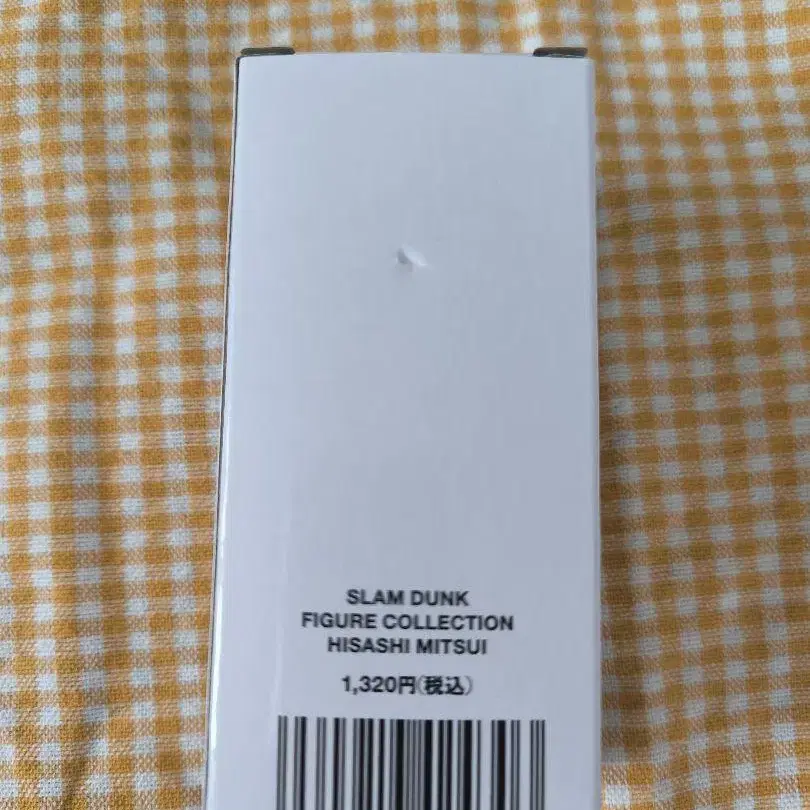 SLAM DUNK
FIGURE COLLECTION
HISASHI MITSUI
1,320円(税込)